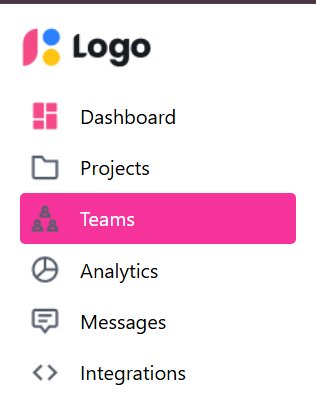 Logo
Dashboard
Projects
Teams
Analytics
Messages
Integrations